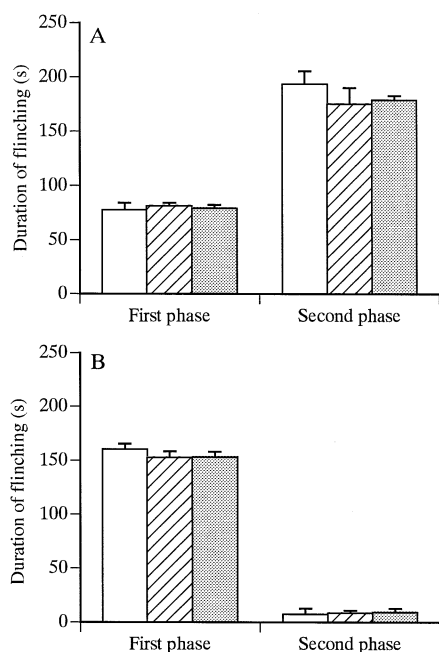 A
250
200
150
100
50
0
Duration of flinching (s)
First phase
Second phase
B
250
200
150
100
50
0
Duration of flinching (s)
First phase
Second phase